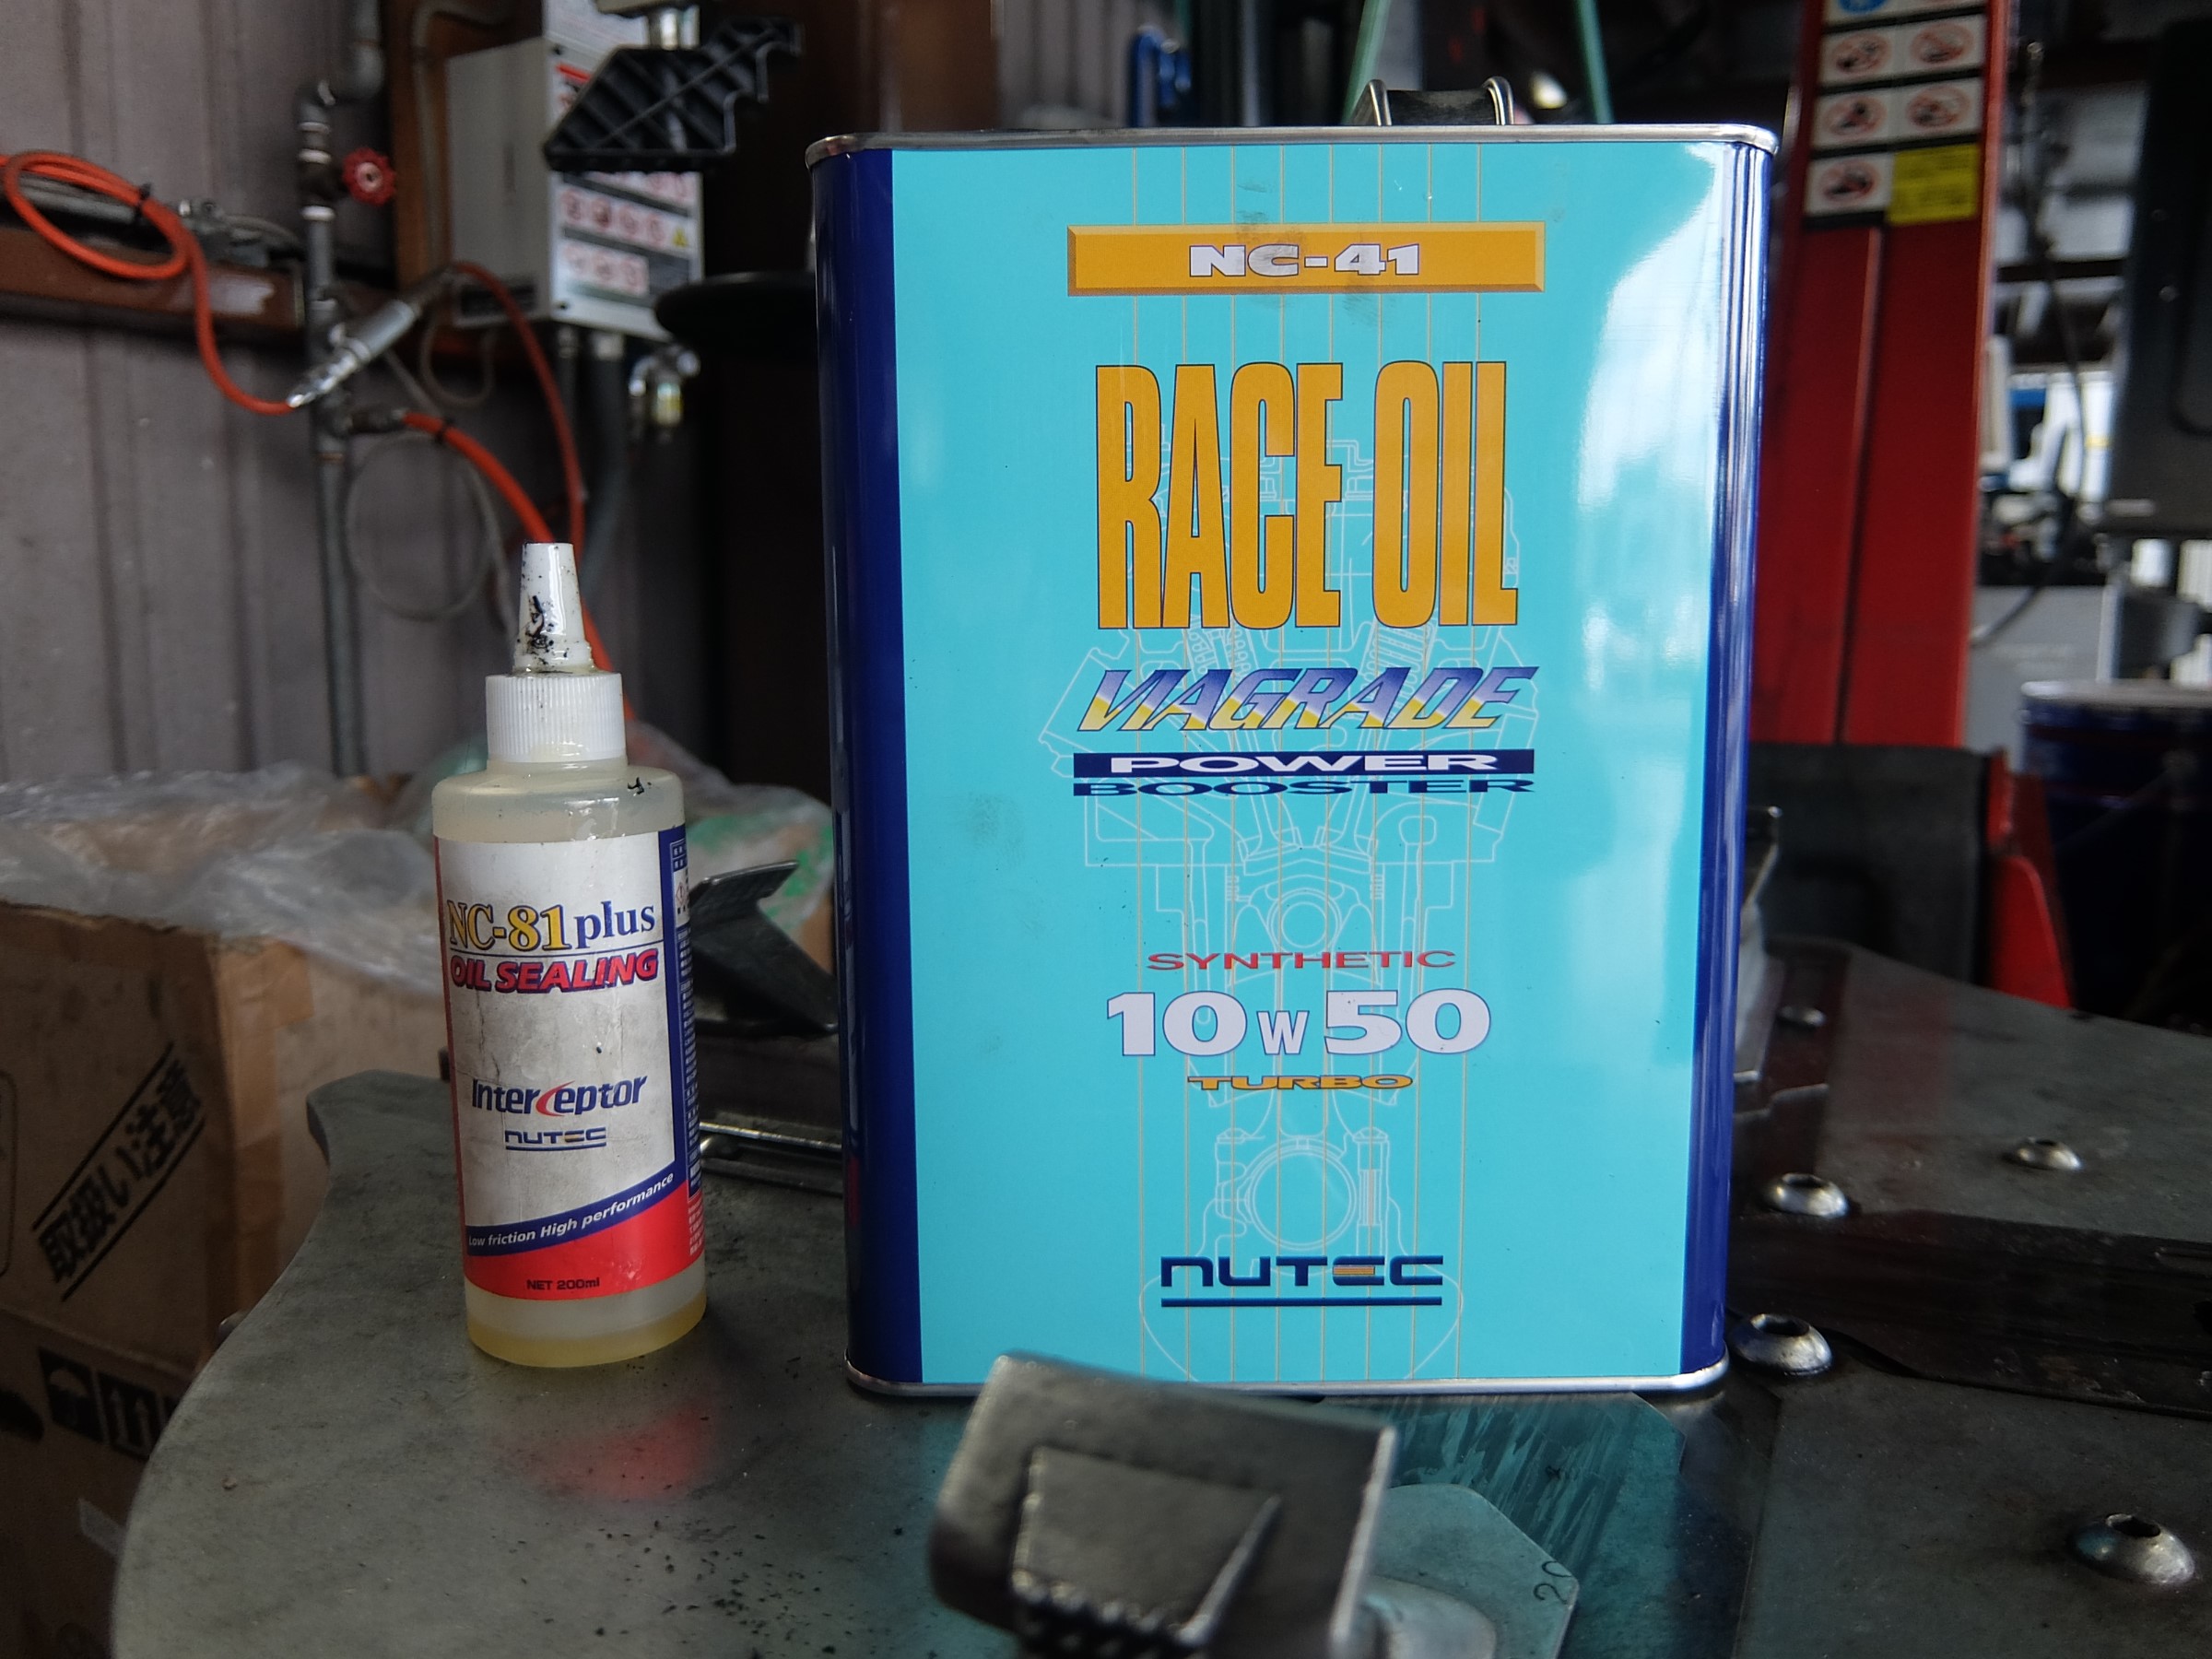 NC-41
RACE OIL
VIAGRADE
POWER
BOOSTER
SYNTHETIC
10W50
TURBO
NUTEC
NC-81plus
OIL SEALING
Interceptor
NUTEC
Low friction High performance
NET 200ml
取扱い注意
20